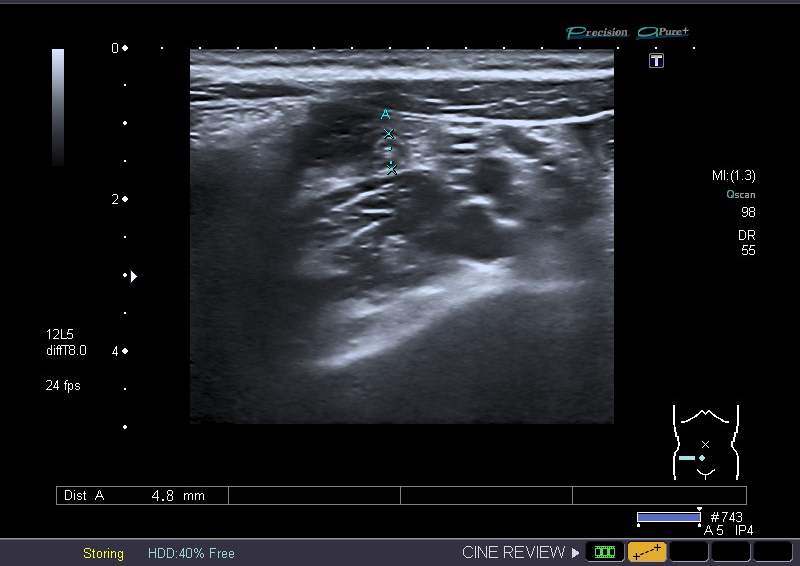 Precision APure+
0
T
A
MI:(1.3)
Qscan
98
DR
55
2
12L5
diffT8.0
4
24 fps
Dist A 4.8 mm
#743
A 5 IP4
Storing HDD:40% Free CINE REVIEW